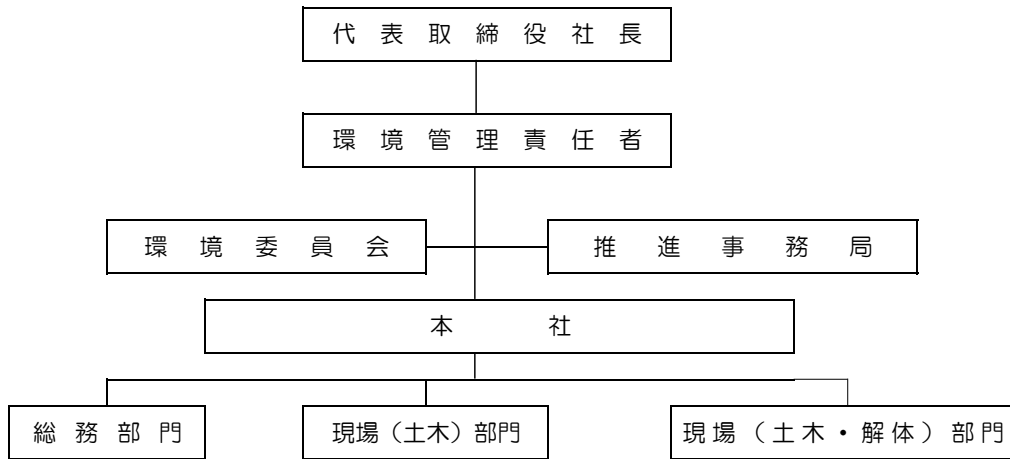 代表取締役社長
環境管理責任者
環境委員会
推進事務局
本社
総務部門
現場（土木）部門
現場（土木・解体）部門